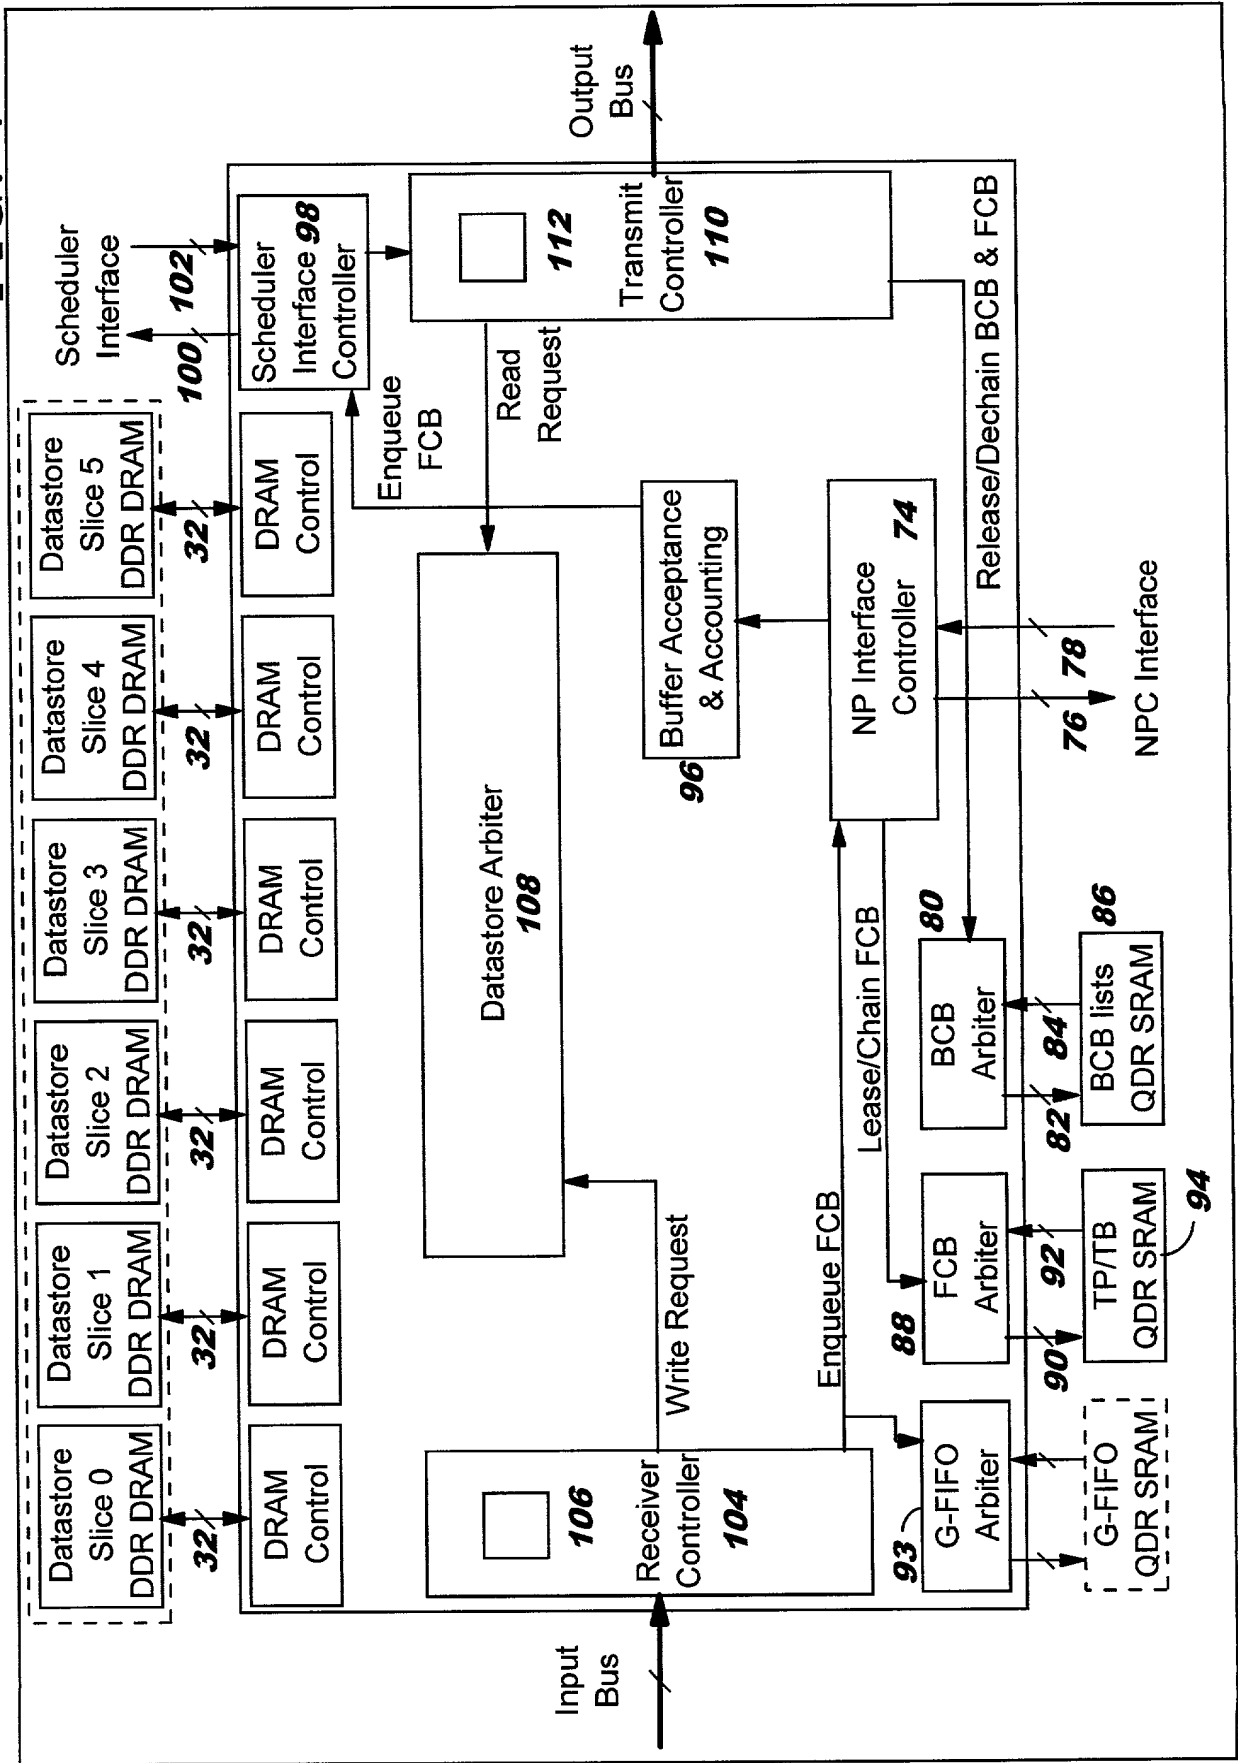 Datastore
Slice 0
DDR DRAM
Datastore
Slice 1
DDR DRAM
Datastore
Slice 2
DDR DRAM
Datastore
Slice 3
DDR DRAM
Datastore
Slice 4
DDR DRAM
Datastore
Slice 5
DDR DRAM
Scheduler
Interface
32
32
32
32
32
32
100
102
DRAM
Control
DRAM
Control
DRAM
Control
DRAM
Control
DRAM
Control
DRAM
Control
Scheduler
Interface 98
Controller
Enqueue
FCB
Input
Bus
106
Receiver
Controller
104
Write Request
Datastore Arbiter
108
Read
Request
112
Transmit
Controller
110
Output
Bus
Buffer Acceptance
& Accounting
96
Enqueue FCB
Lease/Chain FCB
NP Interface
Controller
74
Release/Dechain BCB & FCB
93
G-FIFO
Arbiter
88
FCB
Arbiter
80
BCB
Arbiter
90
92
82
84
76
78
G-FIFO
QDR SRAM
TP/TB
QDR SRAM
94
BCB lists
QDR SRAM
86
NPC Interface